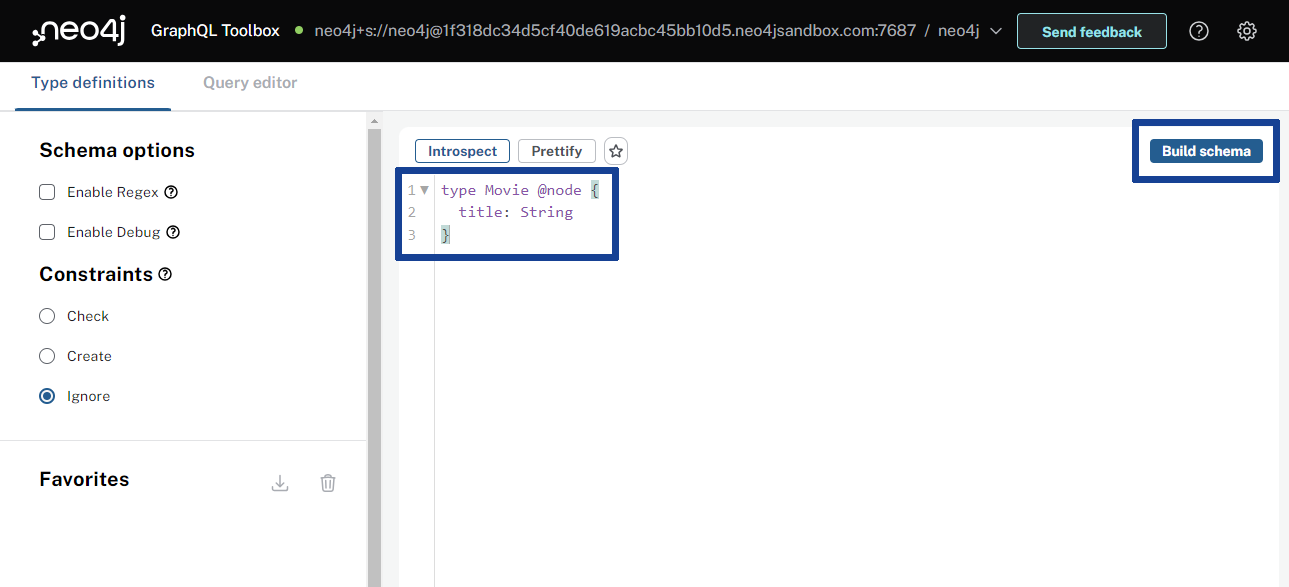 neo4j GraphQL Toolbox neo4j+s://neo4j@1f318dc34d5cf40de619acbc45bb10d5.neo4jsandbox.com:7687 / neo4j Send feedback
Type definitions Query editor
Schema options
Enable Regex
Enable Debug
Constraints
Check
Create
Ignore
Favorites
Introspect Prettify Build schema
1 type Movie @node {
2 title: String
3 }